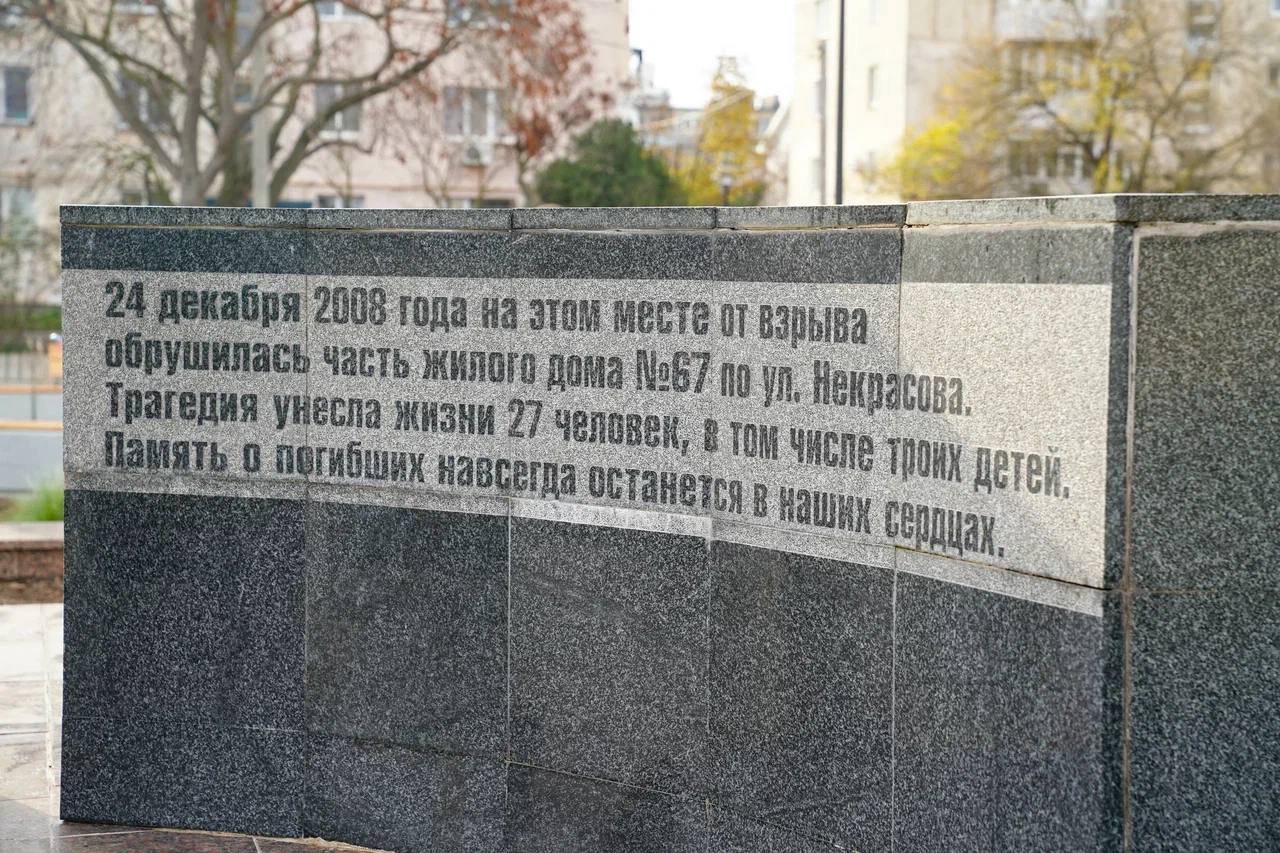 24 декабря 2008 года на этом месте от взрыва
обрушилась часть жилого дома №67 по ул. Некрасова.
Трагедия унесла жизни 27 человек, в том числе троих детей.
Память о погибших навсегда останется в наших сердцах.